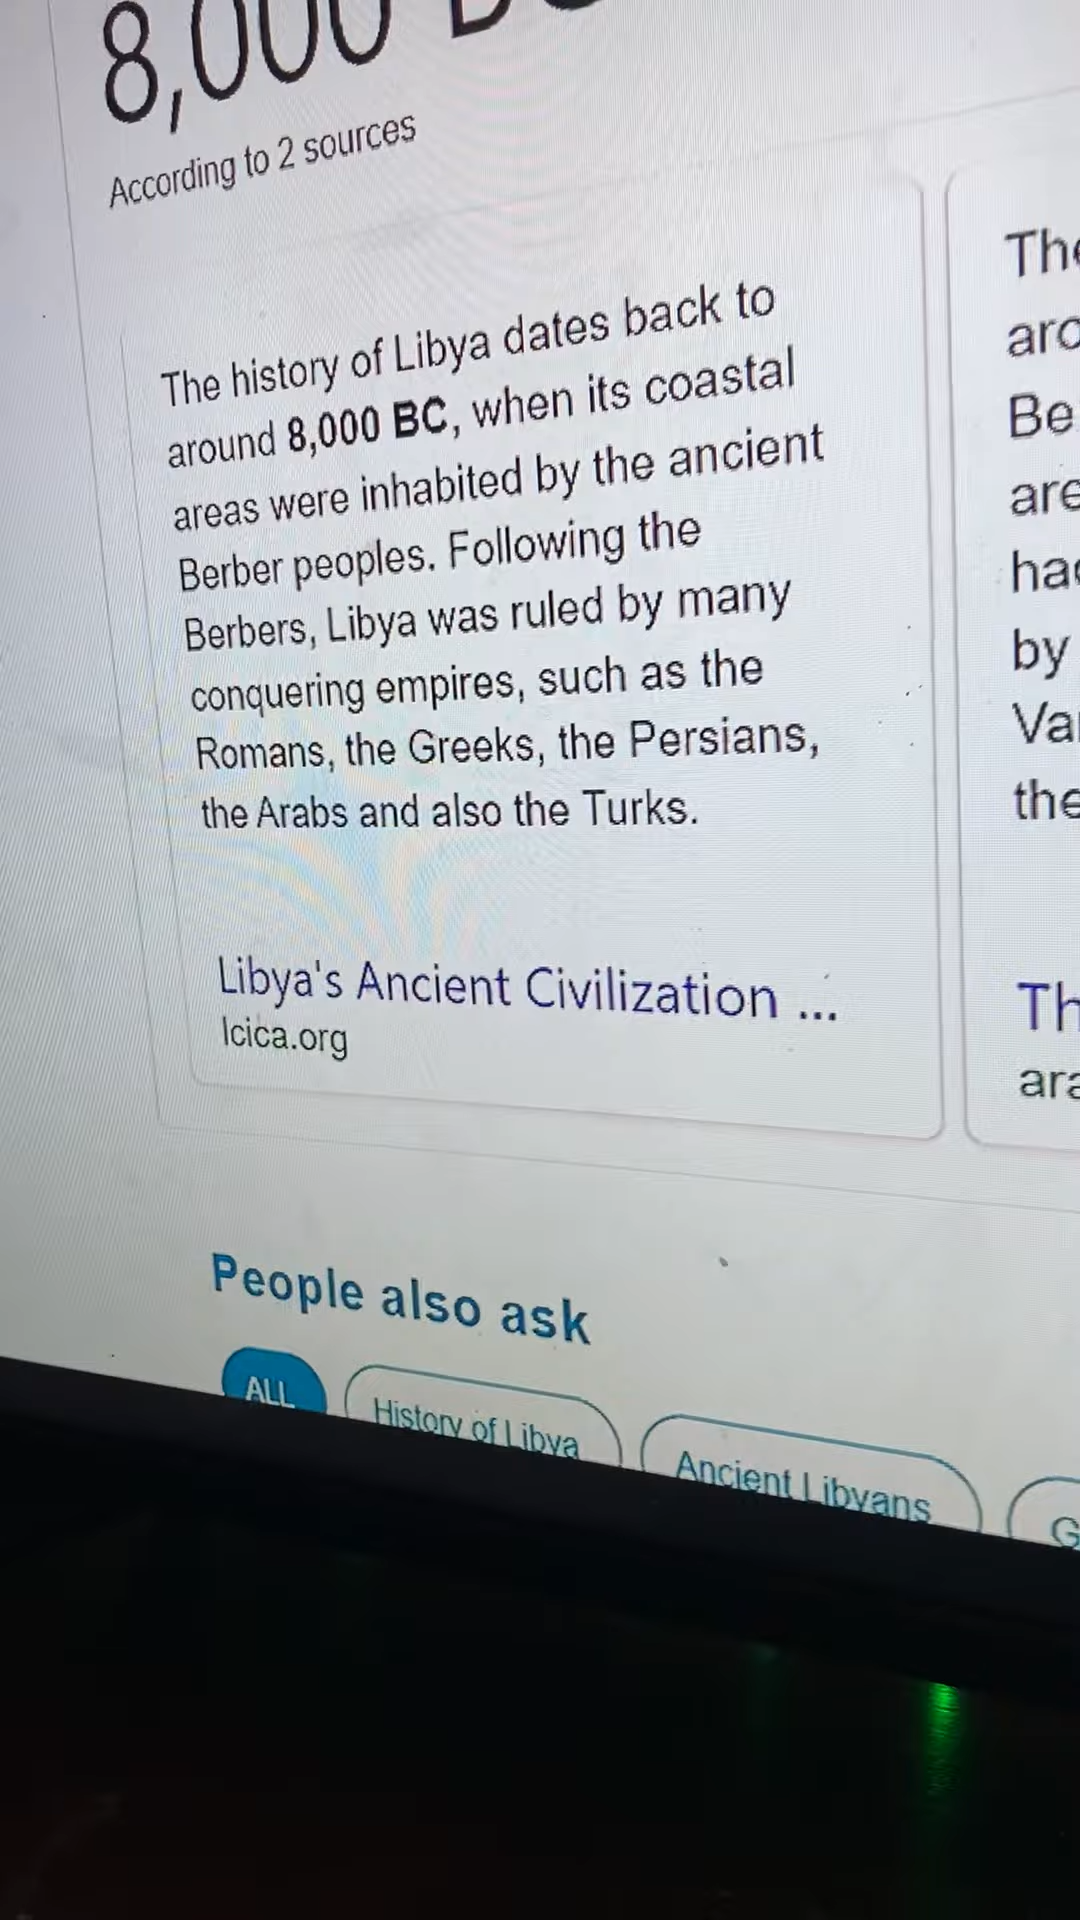 8,000
According to 2 sources
The history of Libya dates back to
around 8,000 BC, when its coastal
areas were inhabited by the ancient
Berber peoples. Following the
Berbers, Libya was ruled by many
conquering empires, such as the
Romans, the Greeks, the Persians,
the Arabs and also the Turks.
Libya's Ancient Civilization ...
lcica.org
by
People also ask
ALL
History of Libya
Ancient Libyans